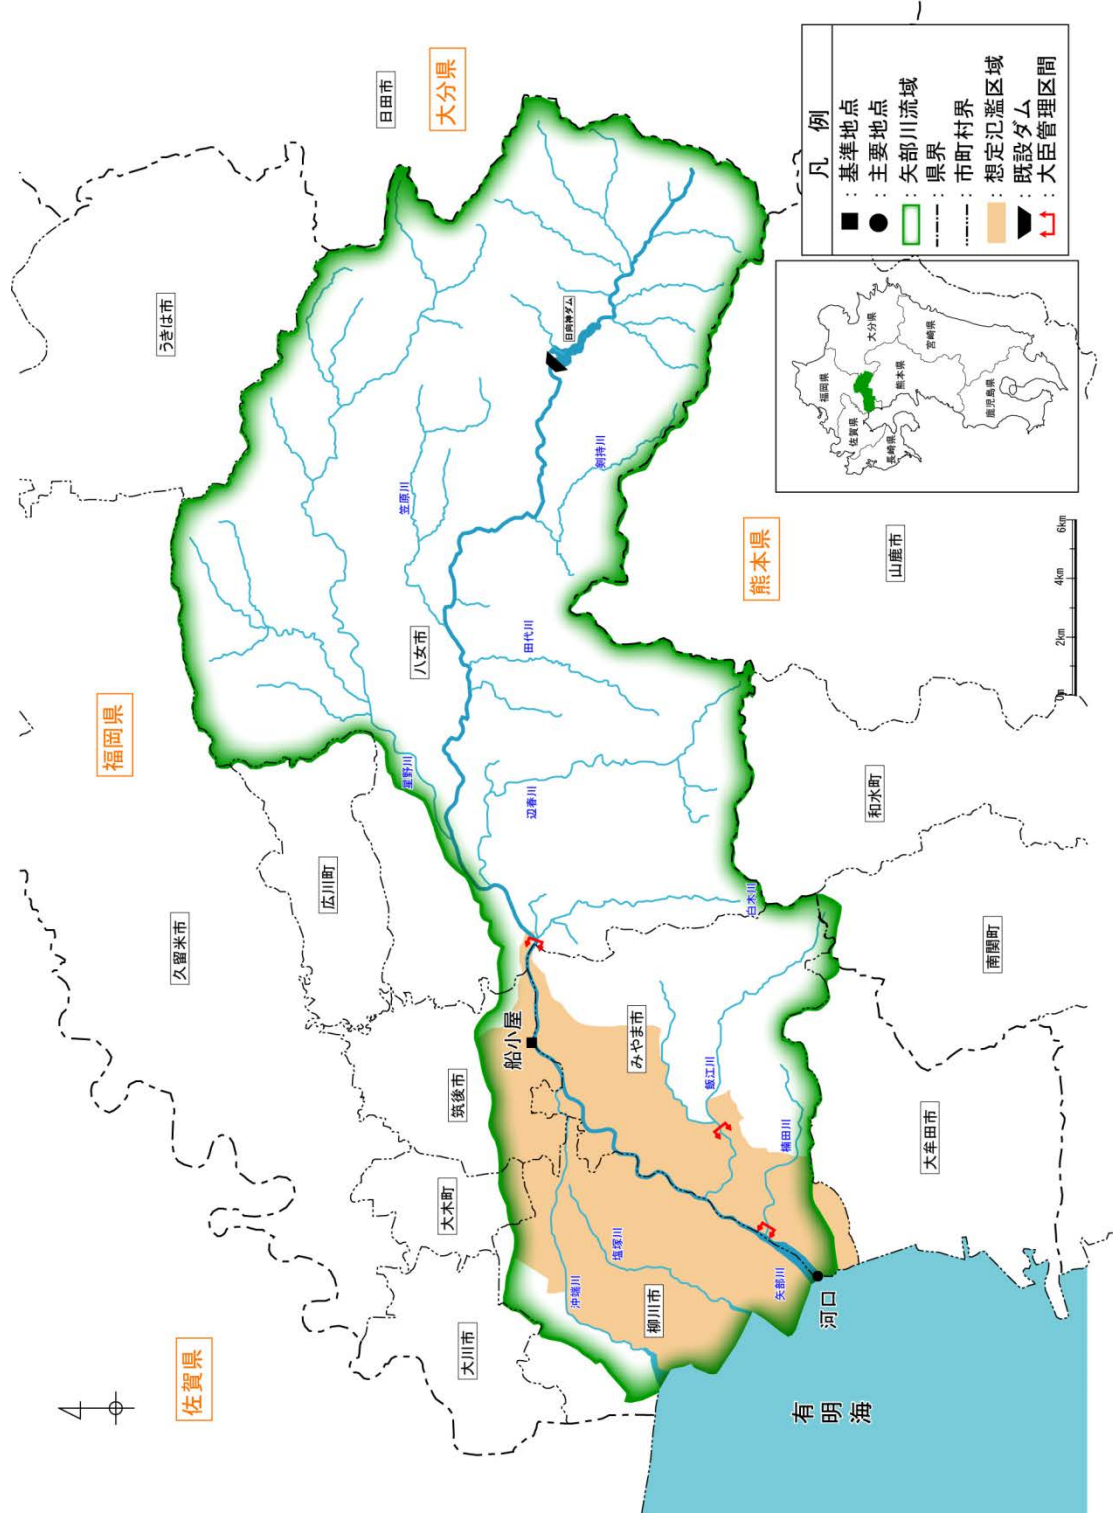 佐賀県
福岡県
大分県
熊本県
久留米市
うきは市
日田市
広川町
大川市
大木町
筑後市
八女市
柳川市
みやま市
大牟田市
南関町
和水町
山鹿市
船小屋
河口
有
明
海
星野川
笠原川
剣持川
田代川
辺春川
白木川
飯江川
楠田川
沖端川
塩塚川
矢部川
日向神ダム
凡 例
: 基準地点
: 主要地点
: 矢部川流域
: 県界
: 市町村界
: 想定氾濫区域
: 既設ダム
: 大臣管理区間
福岡県
佐賀県
長崎県
大分県
熊本県
宮崎県
鹿児島県
0m 2km 4km 6km